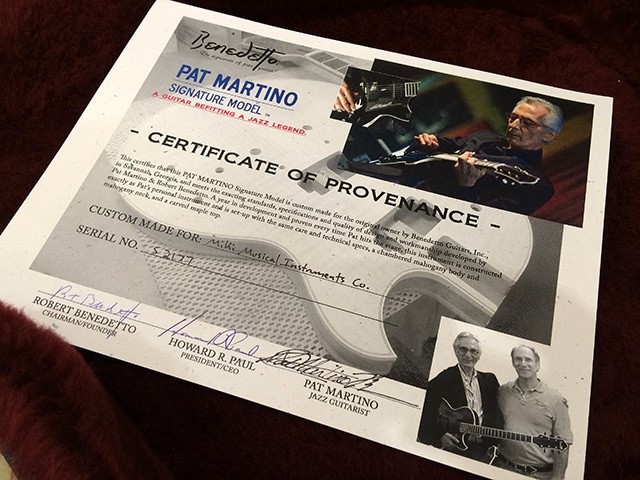 Benedetto
PAT MARTINO
SIGNATURE MODEL™
A GUITAR BEFITTING A JAZZ LEGEND.
- CERTIFICATE OF PROVENANCE -
This certifies that this PAT MARTINO Signature Model is custom made for the original owner by Benedetto Guitars, Inc.,
in Savannah, Georgia, and meets the exacting standards, specifications and quality of design and workmanship developed by
Pat Martino & Robert Benedetto. A year in development and proven every time Pat hits the stage, this instrument is constructed
exactly as Pat's personal instrument and is set-up with the same care and technical specs, a chambered mahogany body and
mahogany neck, and a carved maple top.
CUSTOM MADE FOR: Miki Musical Instruments Co.
SERIAL NO. S2177
ROBERT BENEDETTO
CHAIRMAN/FOUNDER
HOWARD R. PAUL
PRESIDENT/CEO
PAT MARTINO
JAZZ GUITARIST